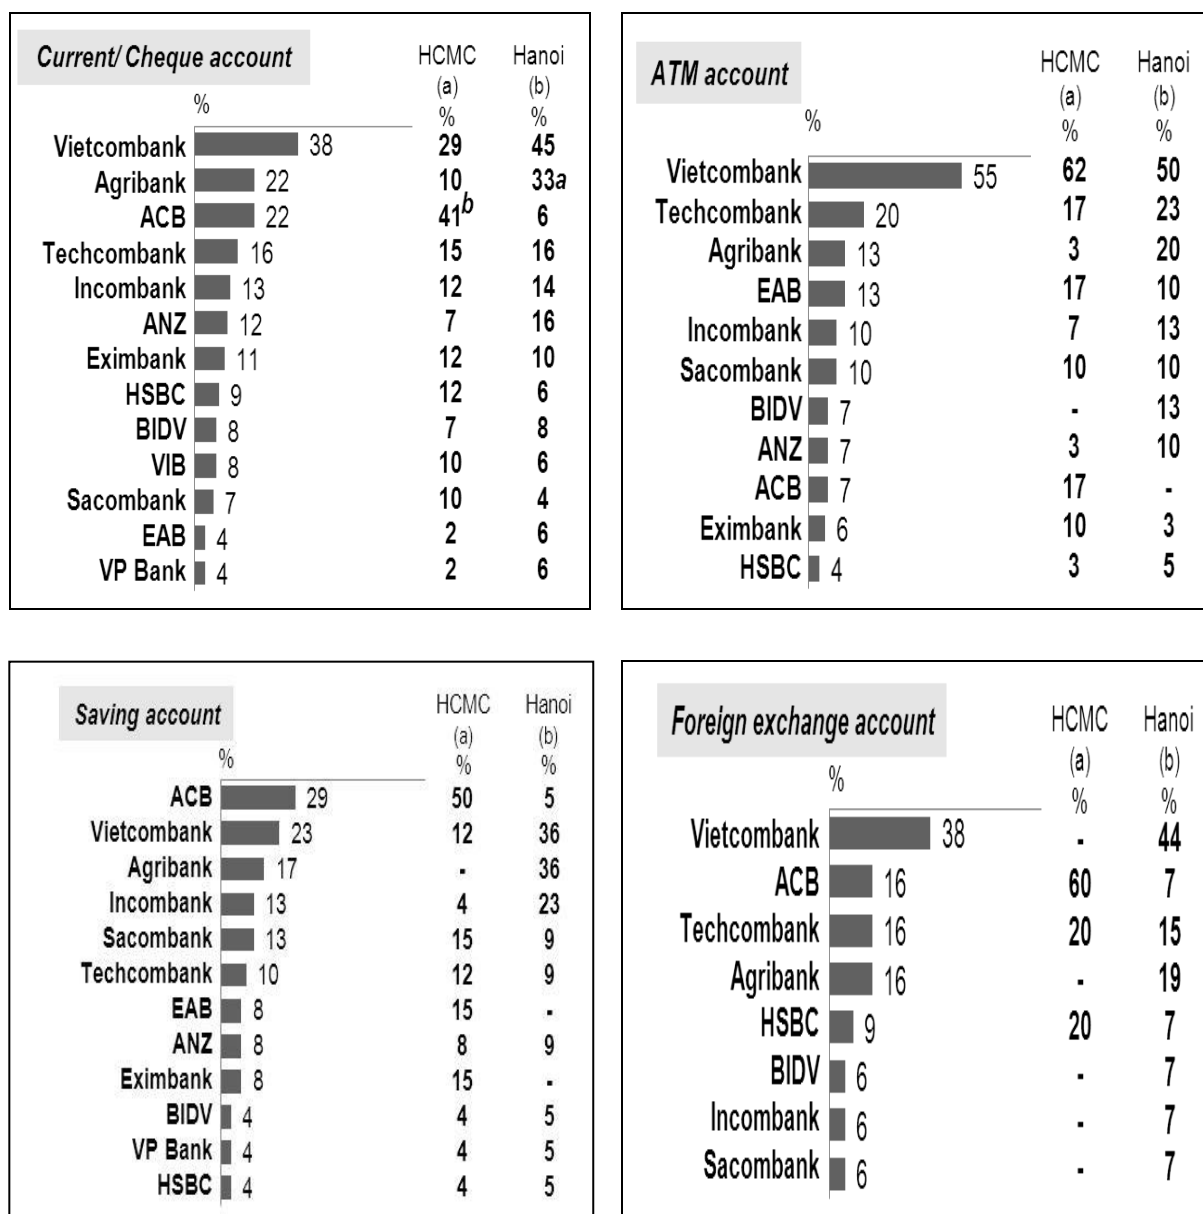 Current/ Cheque account HCMC Hanoi
(a) (b)
% % %
Vietcombank 38 29 45
Agribank 22 10 33a
ACB 22 41b 6
Techcombank 16 15 16
Incombank 13 12 14
ANZ 12 7 16
Eximbank 11 12 10
HSBC 9 12 6
BIDV 8 7 8
VIB 8 10 6
Sacombank 7 10 4
EAB 4 2 6
VP Bank 4 2 6
ATM account HCMC Hanoi
(a) (b)
% % %
Vietcombank 55 62 50
Techcombank 20 17 23
Agribank 13 3 20
EAB 13 17 10
Incombank 10 7 13
Sacombank 10 10 10
BIDV 7 - 13
ANZ 7 3 10
ACB 7 17 -
Eximbank 6 10 3
HSBC 4 3 5
Saving account HCMC Hanoi
(a) (b)
% % %
ACB 29 50 5
Vietcombank 23 12 36
Agribank 17 - 36
Incombank 13 4 23
Sacombank 13 15 9
Techcombank 10 12 9
EAB 8 15 -
ANZ 8 8 9
Eximbank 8 15 -
BIDV 4 4 5
VP Bank 4 4 5
HSBC 4 4 5
Foreign exchange account HCMC Hanoi
(a) (b)
% % %
Vietcombank 38 - 44
ACB 16 60 7
Techcombank 16 20 15
Agribank 16 - 19
HSBC 9 20 7
BIDV 6 - 7
Incombank 6 - 7
Sacombank 6 - 7